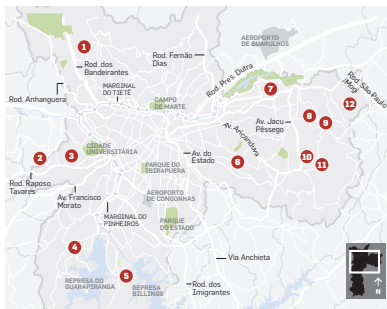 1
Rod. dos
Bandeirantes
Rod. Fernão
Dias
AEROPORTO
DE GUARULHOS
MARGINAL
DO TIETÊ
Rod. Pres. Dutra
7
Rod. São Paulo
/Mogi
Rod. Anhanguera
CAMPO
DE MARTE
12
8
9
Av. Jacu
Pêssego
Av. Aricanduva
CIDADE
UNIVERSITÁRIA
2
3
Av. do
Estado
6
10
11
PARQUE DO
IBIRAPUERA
Rod. Raposo
Tavares
Av. Francisco
Morato
AEROPORTO
DE CONGONHAS
MARGINAL DO
PINHEIROS
PARQUE
DO ESTADO
4
Via Anchieta
5
REPRESA DO
GUARAPIRANGA
REPRESA
BILLINGS
Rod. dos
Imigrantes
N